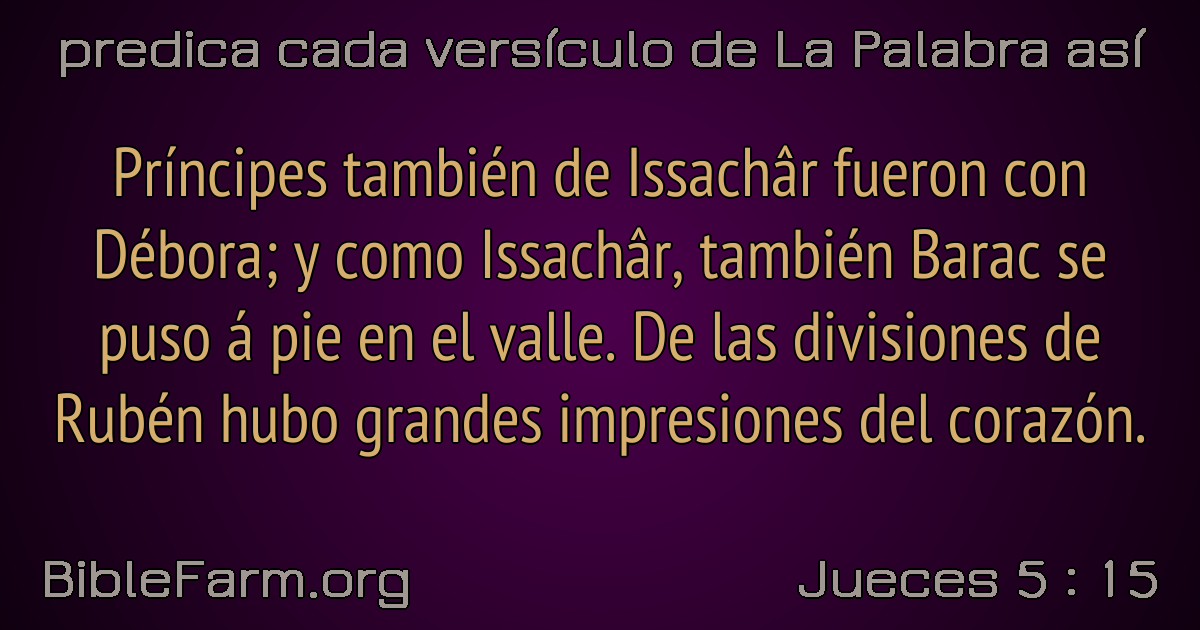 predica cada versículo de La Palabra así
Príncipes también de Issachâr fueron con
Débora; y como Issachâr, también Barac se
puso á pie en el valle. De las divisiones de
Rubén hubo grandes impresiones del corazón.
BibleFarm.org
Jueces 5 : 15